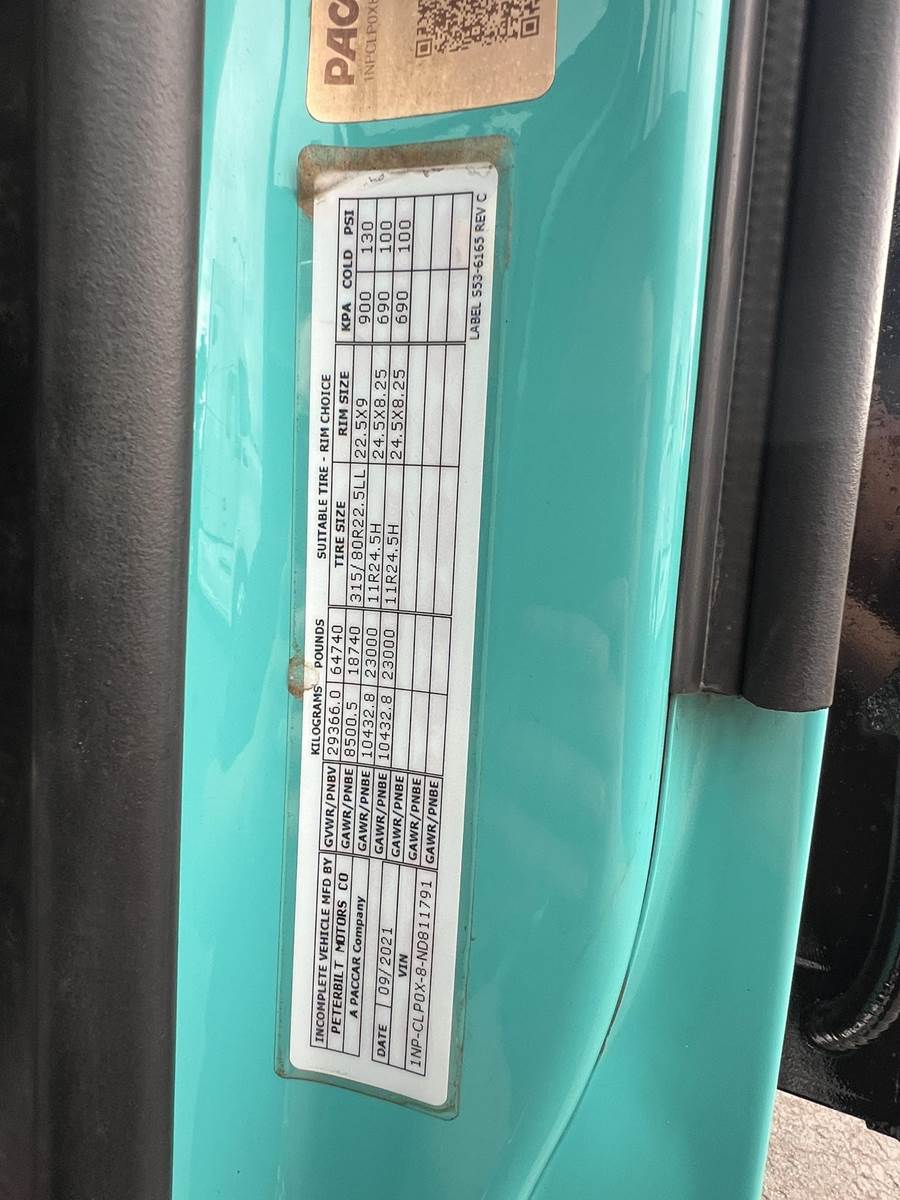 PAC
1NPCLP0X
INCOMPLETE VEHICLE MFD BY
PETERBILT MOTORS CO
A PACCAR Company
DATE 09/2021
VIN
1NP-CLP0X-8-ND811791
KILOGRAMS POUNDS
GVWR/PNBV 29366.0 64740
GAWR/PNBE 8500.5 18740
GAWR/PNBE 10432.8 23000
GAWR/PNBE 10432.8 23000
GAWR/PNBE
GAWR/PNBE
GAWR/PNBE
SUITABLE TIRE - RIM CHOICE
TIRE SIZE RIM SIZE KPA COLD PSI
315/80R22.5LL 22.5X9 900 130
11R24.5H 24.5X8.25 690 100
11R24.5H 24.5X8.25 690 100
LABEL S53-6165 REV C